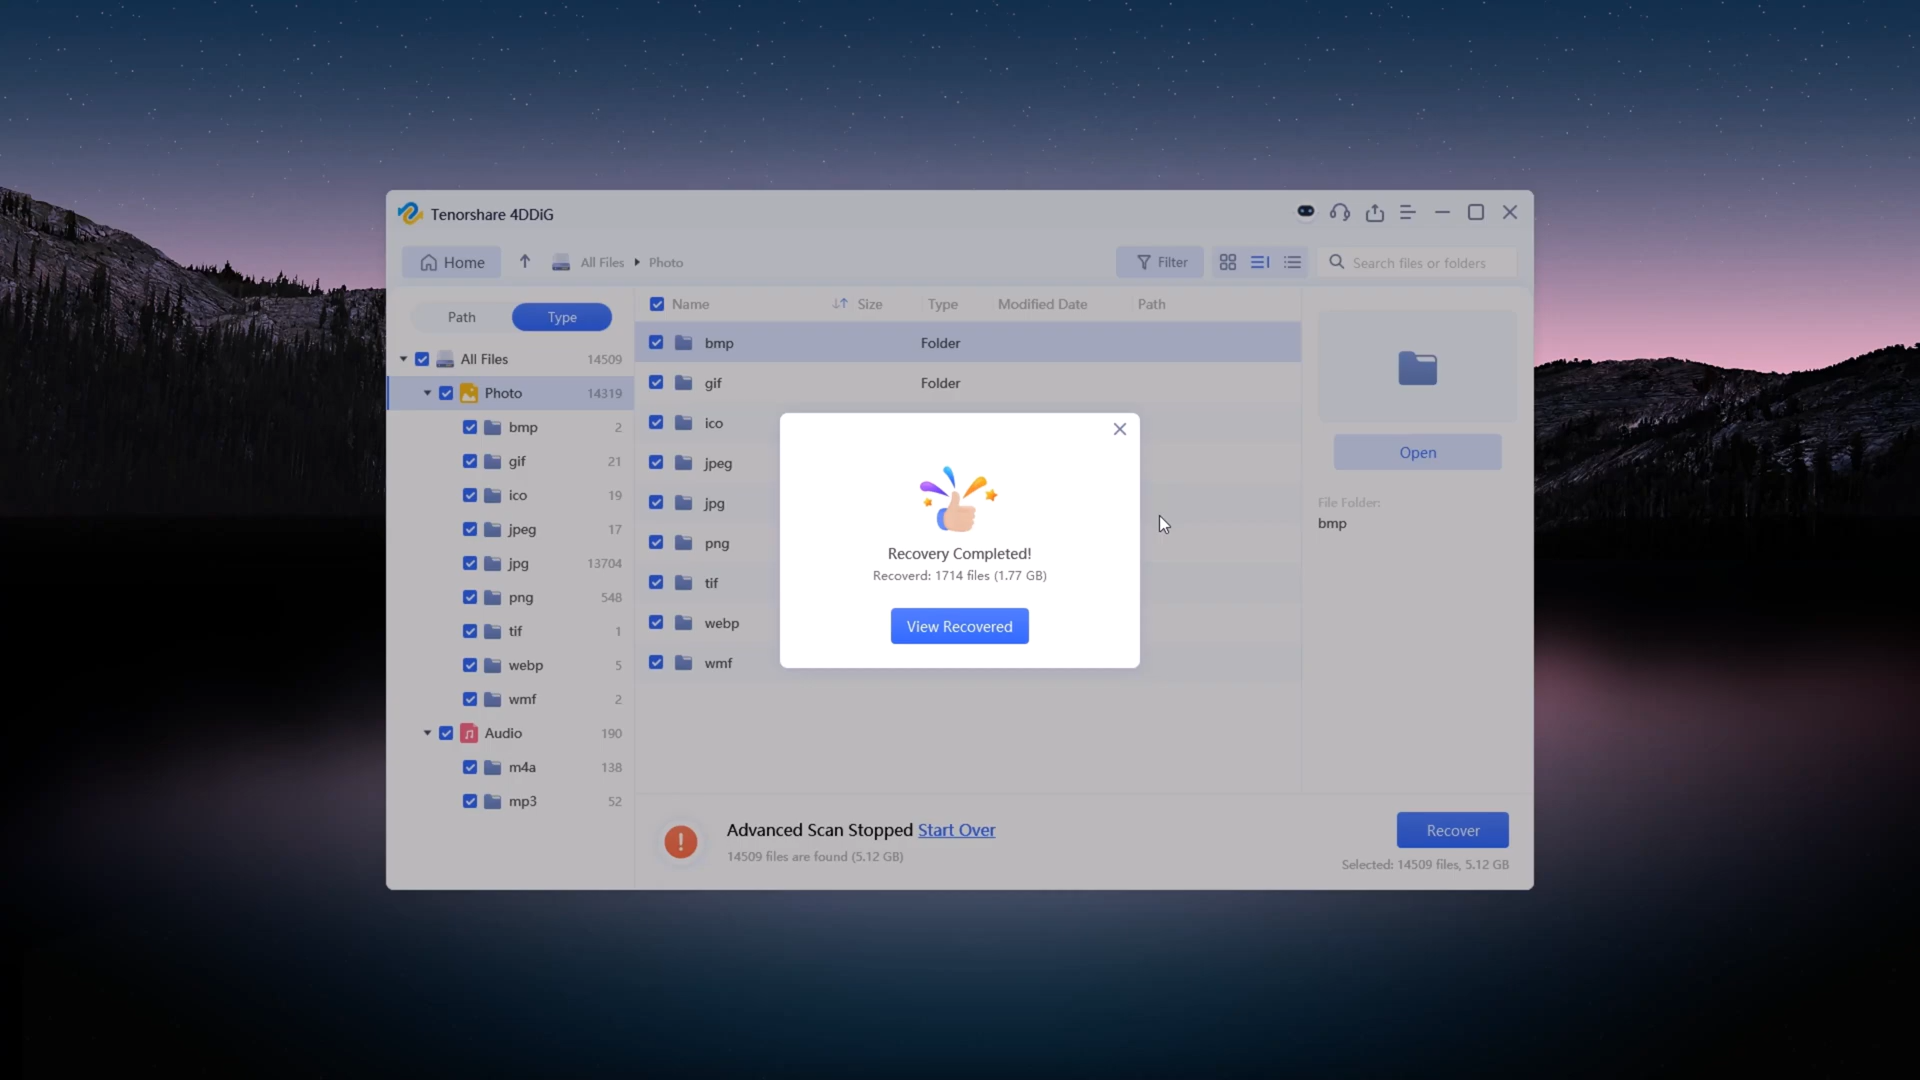 Tenorshare 4DDiG
Home
All Files
Photo
Filter
Search files or folders
Path
Type
All Files 14509
Photo 14319
bmp 2
gif 21
ico 19
jpeg 17
jpg 13704
png 548
tif 1
webp 5
wmf 2
Audio 190
m4a 138
mp3 52
Name Size Type Modified Date Path
bmp Folder
gif Folder
ico
jpeg
jpg
png
tif
webp
wmf
Recovery Completed!
Recoverd: 1714 files (1.77 GB)
View Recovered
Open
File Folder:
bmp
Advanced Scan Stopped Start Over
14509 files are found (5.12 GB)
Recover
Selected: 14509 files, 5.12 GB